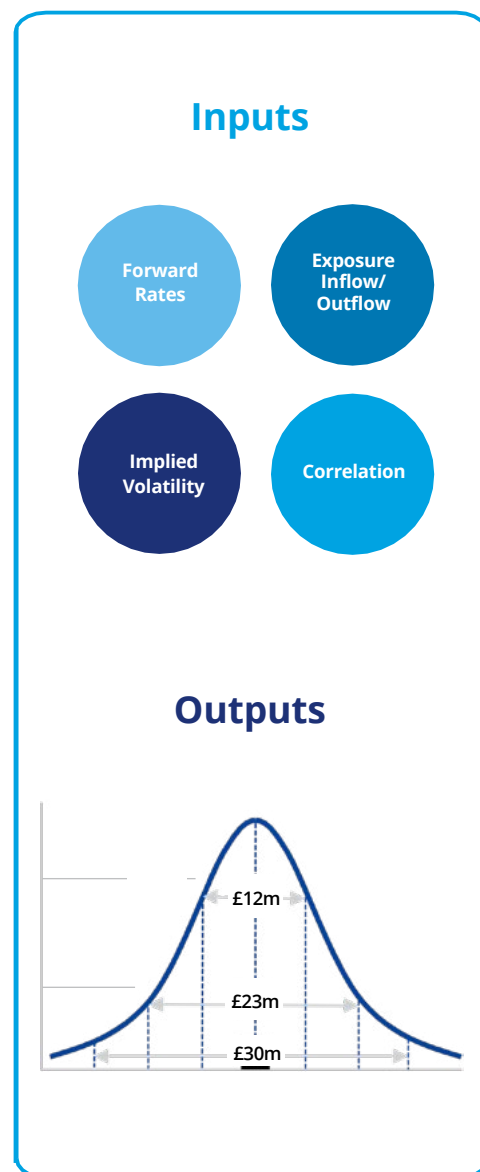 Inputs
Forward
Rates
Exposure
Inflow/
Outflow
Implied
Volatility
Correlation
Outputs
£12m
£23m
£30m